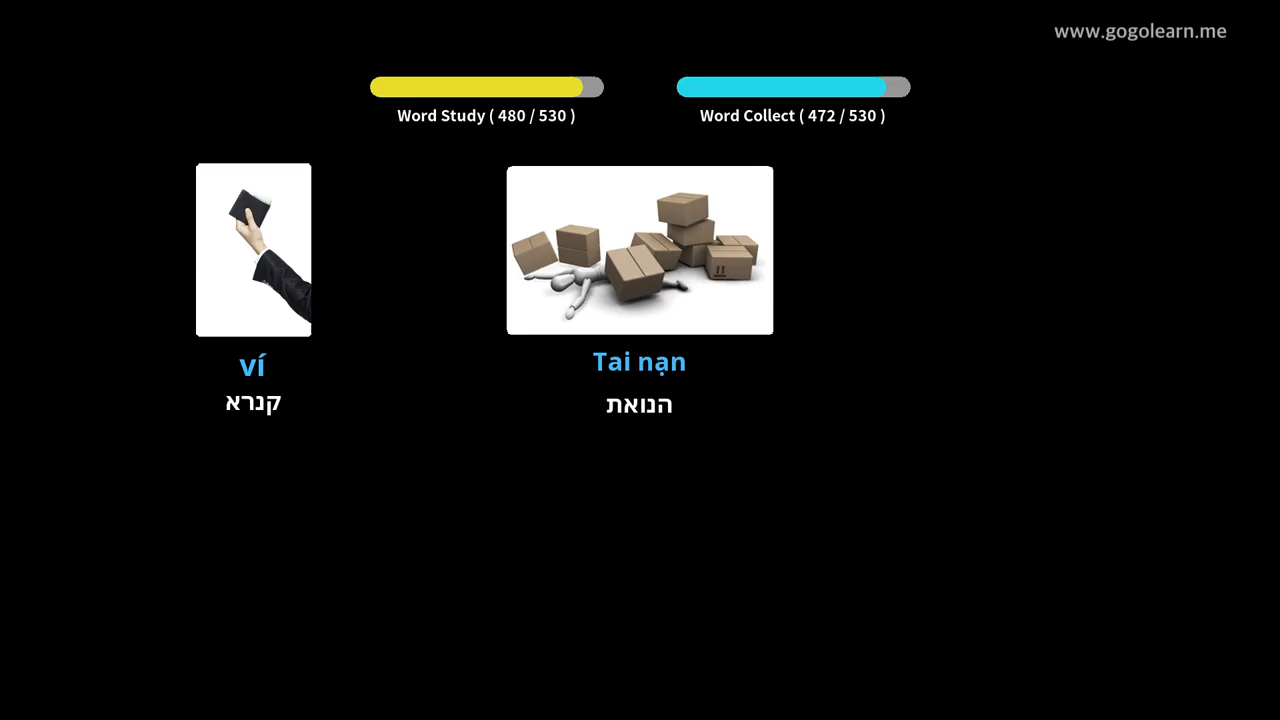 www.gogolearn.me
Word Study ( 480 / 530 )
Word Collect ( 472 / 530 )
ví
קנרא
Tai nạn
הנואת